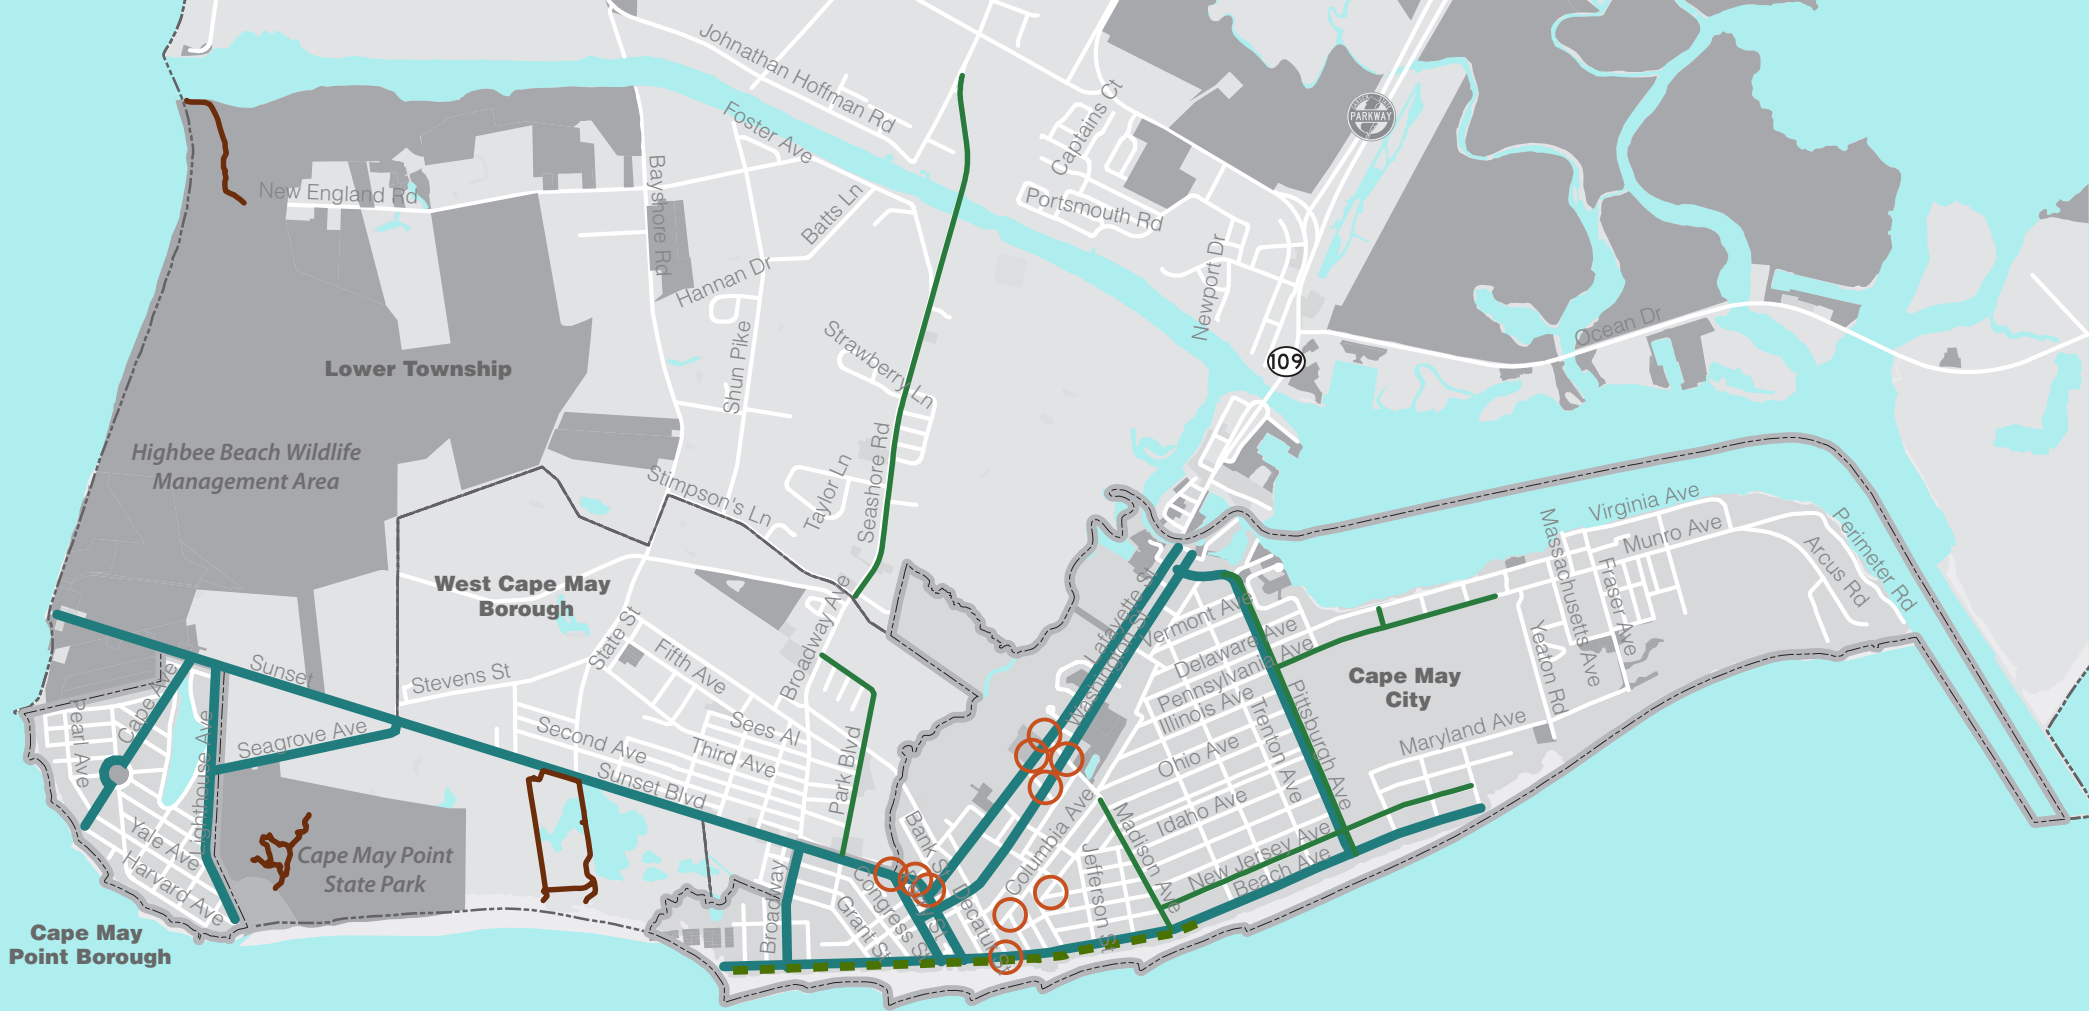 Johnathan Hoffman Rd
Foster Ave
Captains Ct
GARDEN STATE
PARKWAY
New England Rd
Bayshore Rd
Batts Ln
Portsmouth Rd
Hannan Dr
Newport Dr
Ocean Dr
109
Shun Pike
Strawberry Ln
Lower Township
Highbee Beach Wildlife
Management Area
Stimpson's Ln
Taylor Ln
Seashore Rd
Virginia Ave
Munro Ave
Massachusetts Ave
Fraser Ave
Perimeter Rd
Arcus Rd
West Cape May
Borough
State St
Broadway Ave
Lafayette St
Washington St
Vermont Ave
Delaware Ave
Pennsylvania Ave
Illinois Ave
Trenton Ave
Pittsburgh Ave
Cape May
City
Yeaton Rd
Maryland Ave
Sunset
Stevens St
Fifth Ave
Cape Ave
Pearl Ave
Lighthouse Ave
Seagrove Ave
Second Ave
Sees Al
Third Ave
Sunset Blvd
Park Blvd
Ohio Ave
Idaho Ave
Yale Ave
Harvard Ave
Cape May Point
State Park
Bank St
Columbia Ave
Madison Ave
Jefferson St
New Jersey Ave
Beach Ave
Broadway
Grant St
Congress St
Decatur St
Cape May
Point Borough